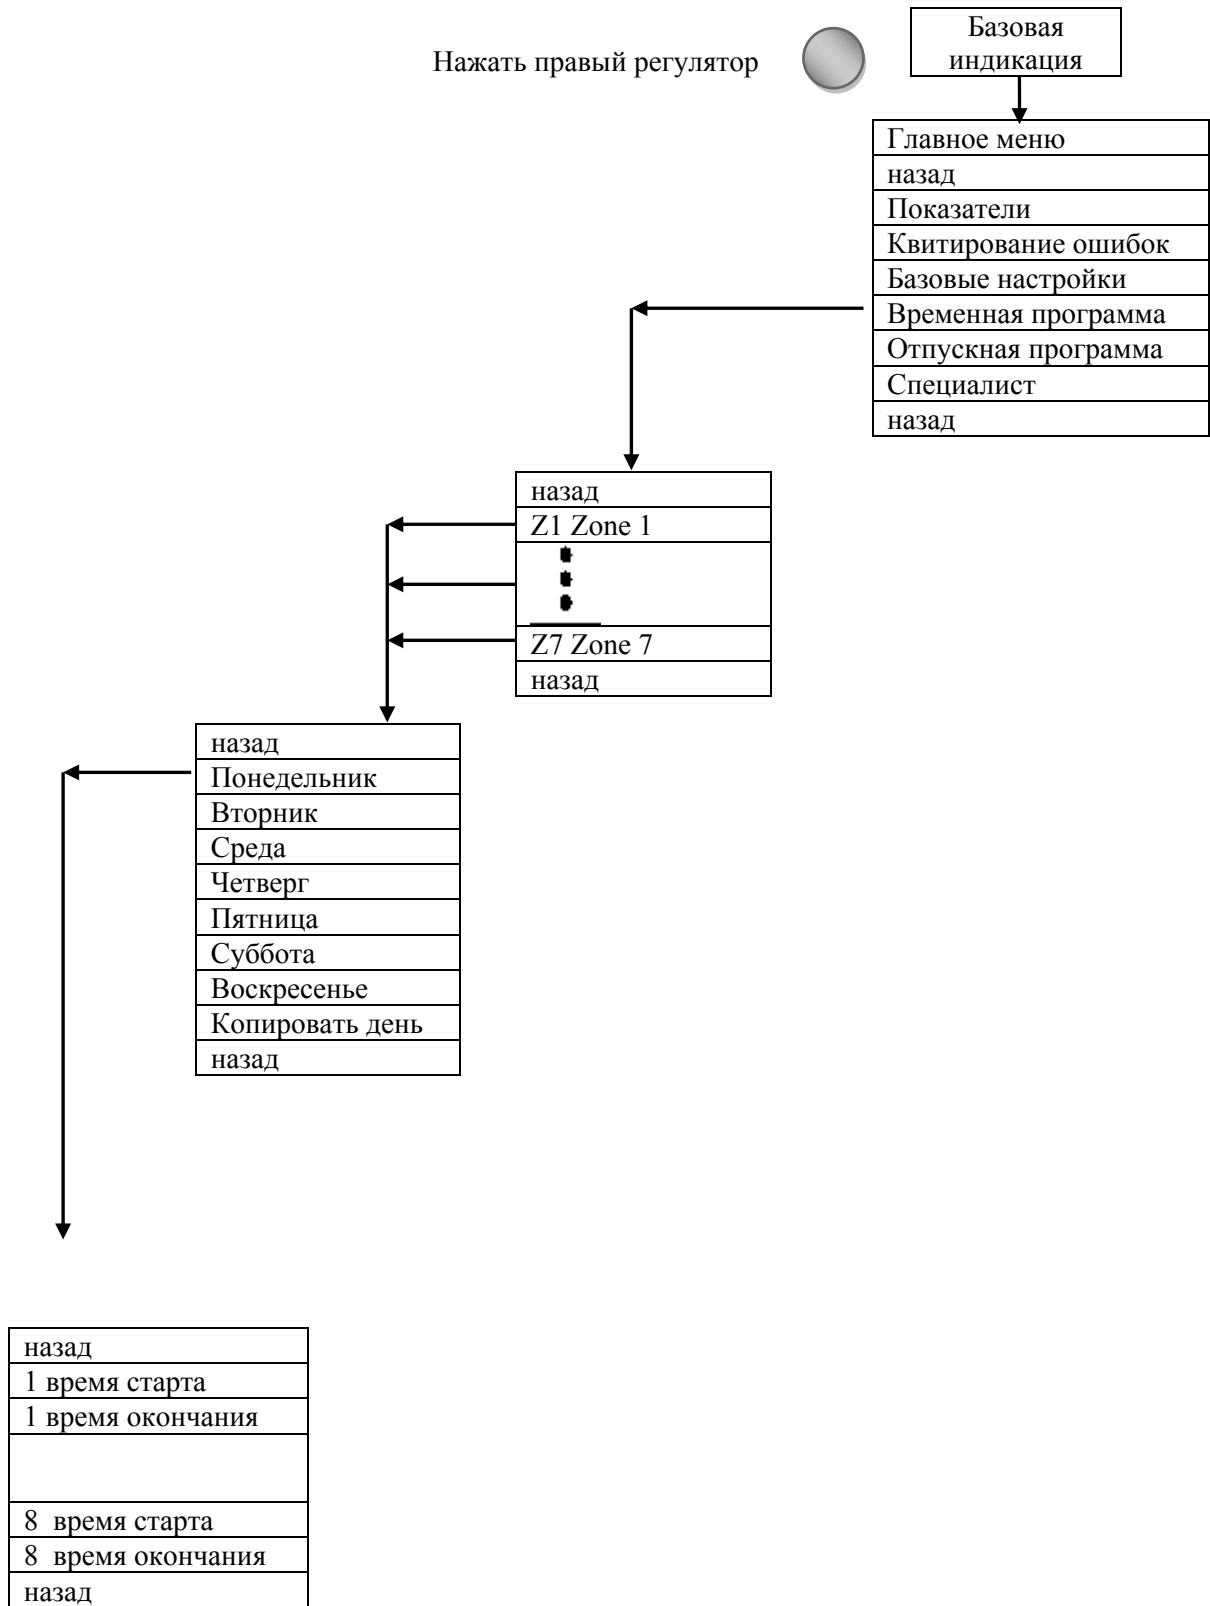 Базовая
индикация
Нажать правый регулятор
Главное меню
назад
Показатели
Квитирование ошибок
Базовые настройки
Временная программа
Отпускная программа
Специалист
назад
назад
Z1 Zone 1
Z7 Zone 7
назад
назад
Понедельник
Вторник
Среда
Четверг
Пятница
Суббота
Воскресенье
Копировать день
назад
назад
1 время старта
1 время окончания
8 время старта
8 время окончания
назад